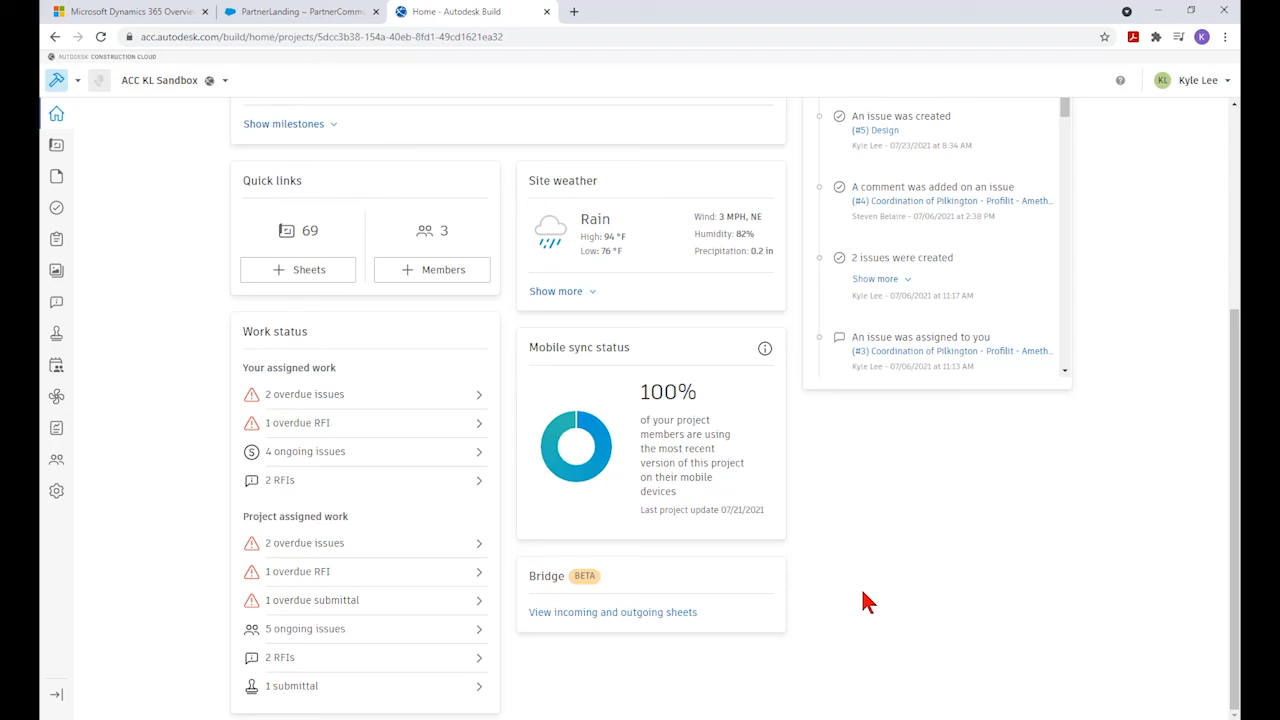 Microsoft Dynamics 365 Overvie
PartnerLanding ~ PartnerCommu
Home - Autodesk Build
acc.autodesk.com/build/home/projects/5dcc3b38-154a-40eb-8fd1-49cd1621ea32
K
AUTODESK CONSTRUCTION CLOUD
ACC KL Sandbox
KL
Kyle Lee
Show milestones
Quick links
69
3
Sheets
Members
Work status
Your assigned work
2 overdue issues
1 overdue RFI
4 ongoing issues
2 RFIs
Project assigned work
2 overdue issues
1 overdue RFI
1 overdue submittal
5 ongoing issues
2 RFIs
1 submittal
Site weather
Rain
High: 94 °F
Low: 76 °F
Wind: 3 MPH, NE
Humidity: 82%
Precipitation: 0.2 in
Show more
Mobile sync status
100%
of your project
members are using
the most recent
version of this project
on their mobile
devices
Last project update 07/21/2021
Bridge BETA
View incoming and outgoing sheets
An issue was created
(#5) Design
Kyle Lee - 07/23/2021 at 8:34 AM
A comment was added on an issue
(#4) Coordination of Pilkington - Profilit - Ameth...
Steven Belaire - 07/06/2021 at 2:38 PM
2 issues were created
Show more
Kyle Lee - 07/06/2021 at 11:17 AM
An issue was assigned to you
(#3) Coordination of Pilkington - Profilit - Ameth...
Kyle Lee - 07/06/2021 at 11:13 AM